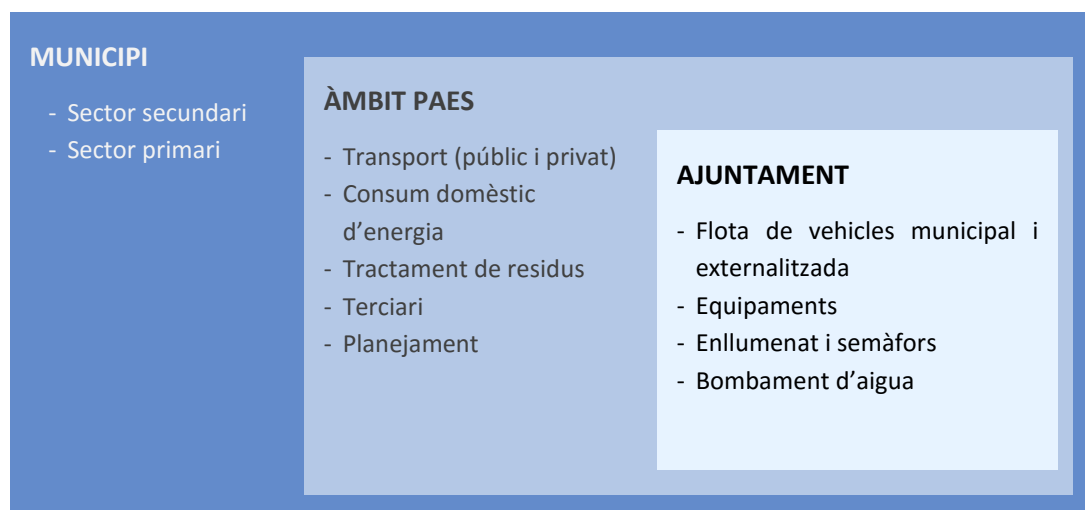 MUNICIPI
- Sector secundari
- Sector primari
ÀMBIT PAES
- Transport (públic i privat)
- Consum domèstic
d’energia
- Tractament de residus
- Terciari
- Planejament
AJUNTAMENT
- Flota de vehicles municipal i
externalitzada
- Equipaments
- Enllumenat i semàfors
- Bombament d’aigua